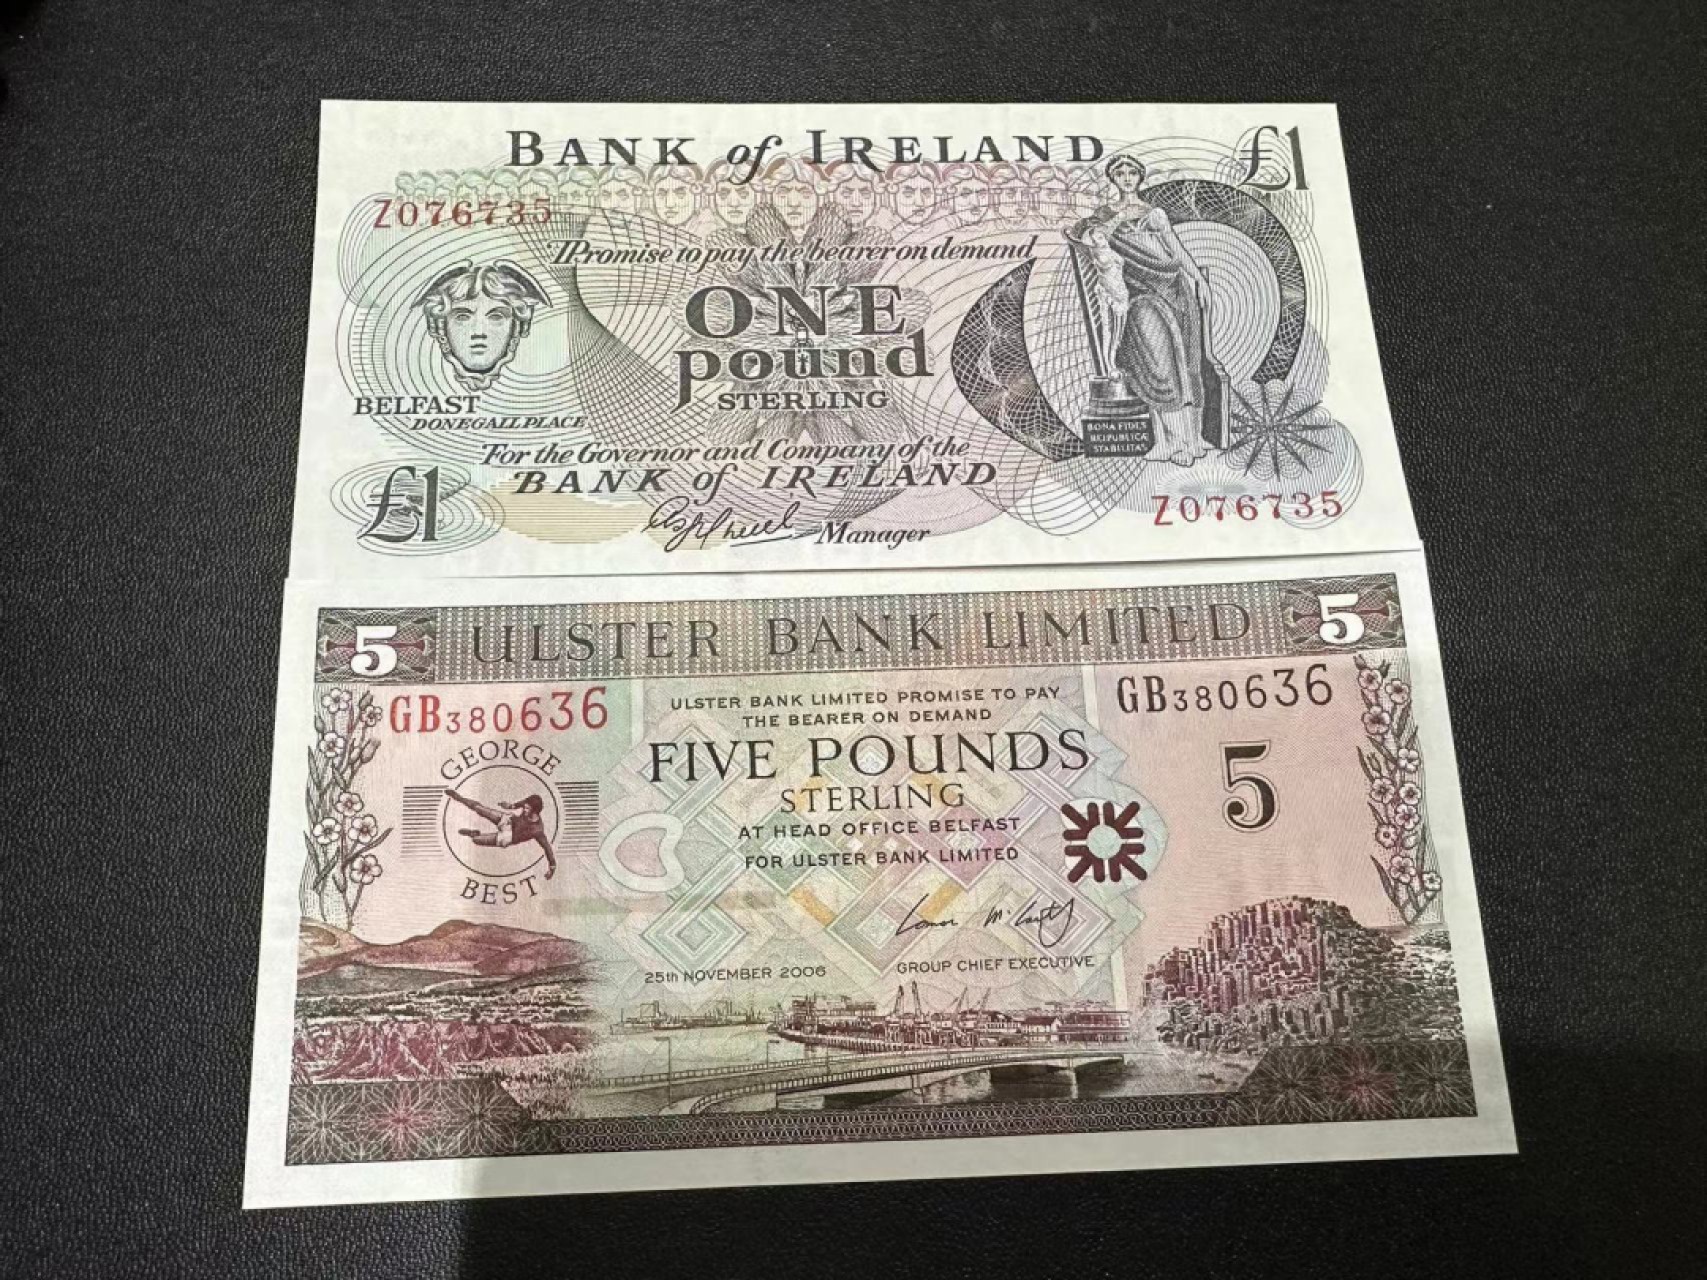 BANK of IRELAND
£1
Z076735
I Promise to pay the bearer on demand
ONE
pound
STERLING
BELFAST
DONEGALL PLACE
BONA FIDES
REIPUBLICÆ
STABILITAS
For the Governor and Company of the
BANK of IRELAND
£1
Manager
Z076735
5
ULSTER BANK LIMITED
5
GB380636
ULSTER BANK LIMITED PROMISE TO PAY
THE BEARER ON DEMAND
GB380636
GEORGE
BEST
FIVE POUNDS
STERLING
5
AT HEAD OFFICE BELFAST
FOR ULSTER BANK LIMITED
25th NOVEMBER 2006
GROUP CHIEF EXECUTIVE